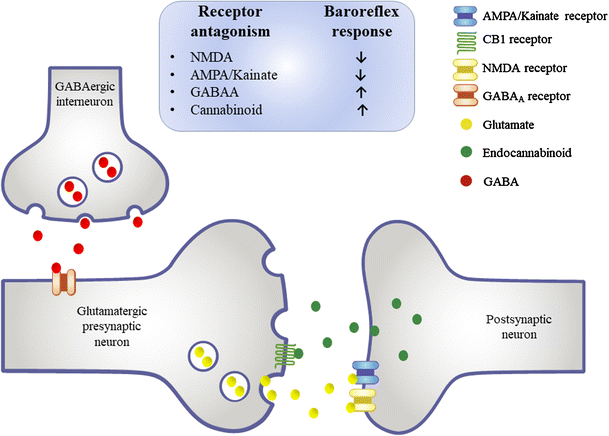 Receptor
antagonism
Baroreflex
response
• NMDA ↓
• AMPA/Kainate ↓
• GABAA ↑
• Cannabinoid ↑
AMPA/Kainate receptor
CB1 receptor
NMDA receptor
GABAA receptor
Glutamate
Endocannabinoid
GABA
GABAergic
interneuron
Glutamatergic
presynaptic
neuron
Postsynaptic
neuron